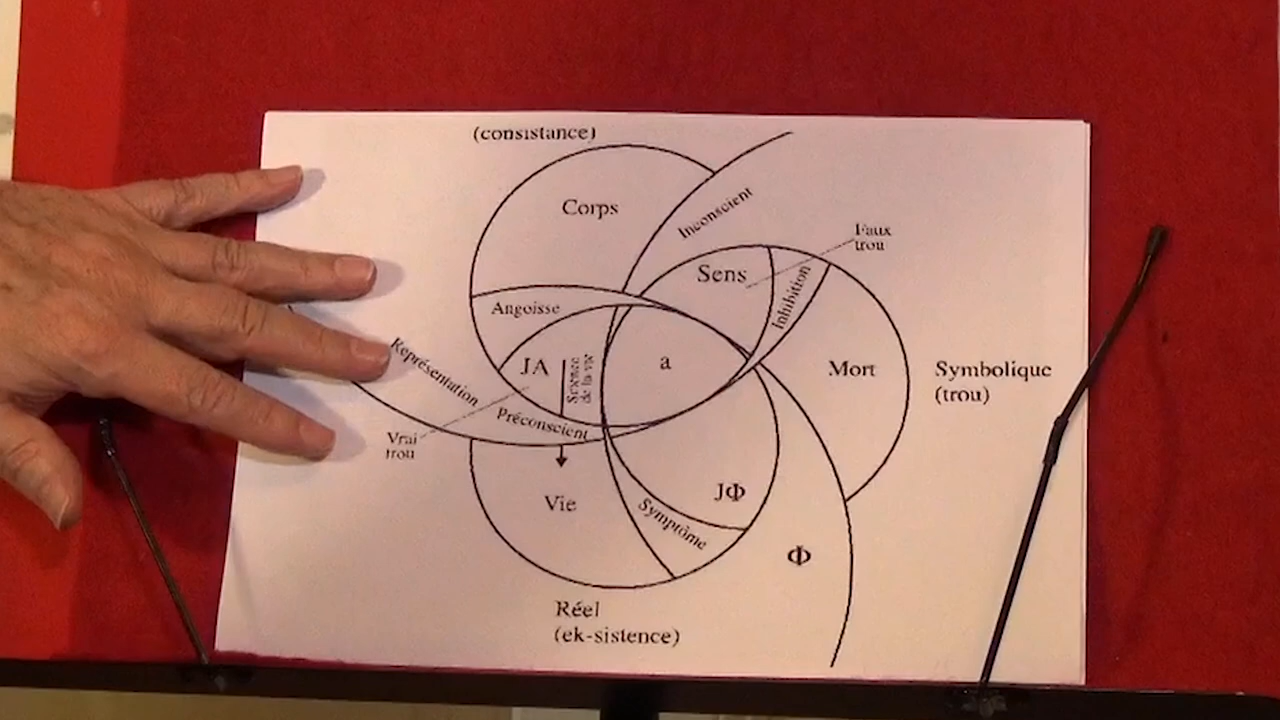 (consistance)
Corps
Inconscient
Faux
trou
Sens
Inhibition
Angoisse
Représentation
JA
Science
de la vie
a
Mort
Symbolique
(trou)
Préconscient
Vrai
trou
Vie
JΦ
Symptôme
Φ
Réel
(ek-sistence)